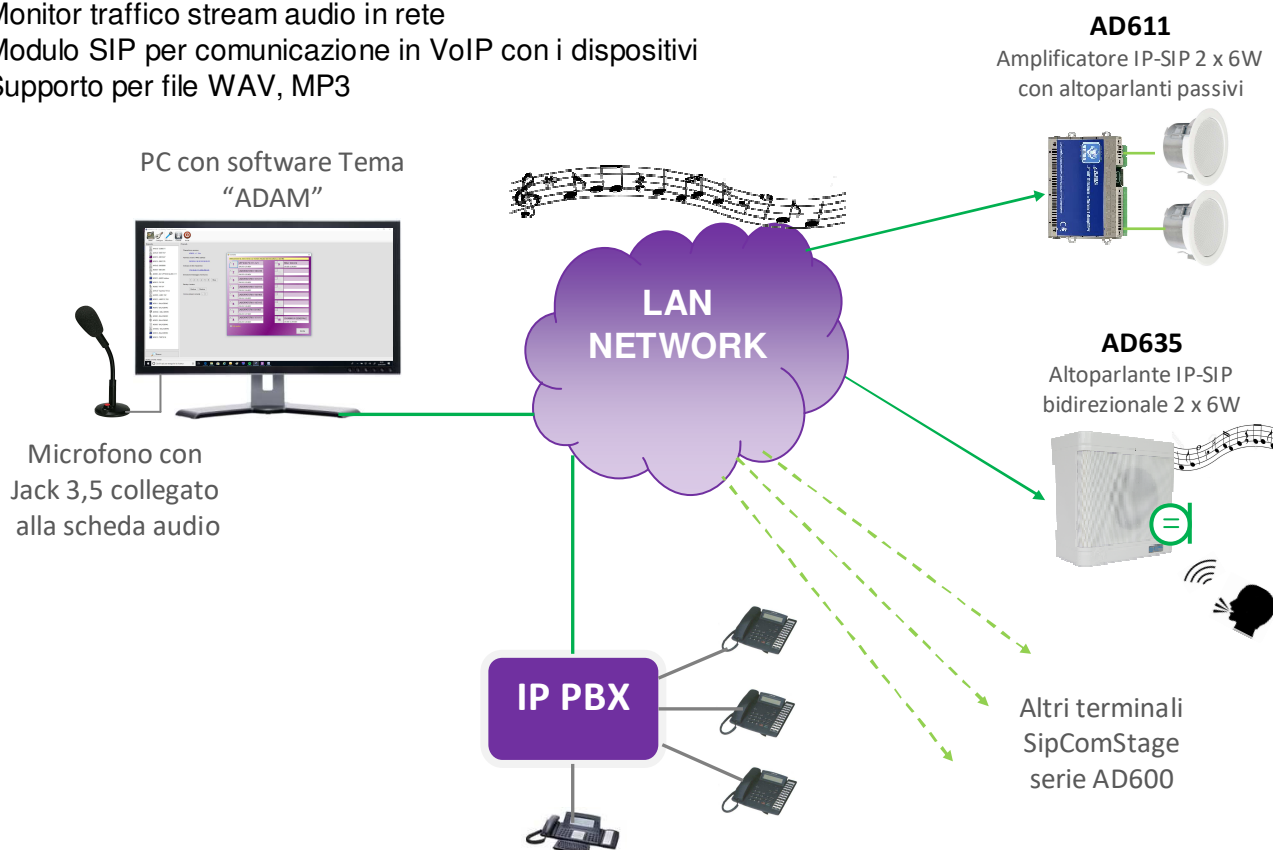 Monitor traffico stream audio in rete
Modulo SIP per comunicazione in VoIP con i dispositivi
Supporto per file WAV, MP3
AD611
Amplificatore IP-SIP 2 x 6W
con altoparlanti passivi
PC con software Tema
“ADAM”
LAN
NETWORK
AD635
Altoparlante IP-SIP
bidirezionale 2 x 6W
Microfono con
Jack 3,5 collegato
alla scheda audio
IP PBX
Altri terminali
SipComStage
serie AD600